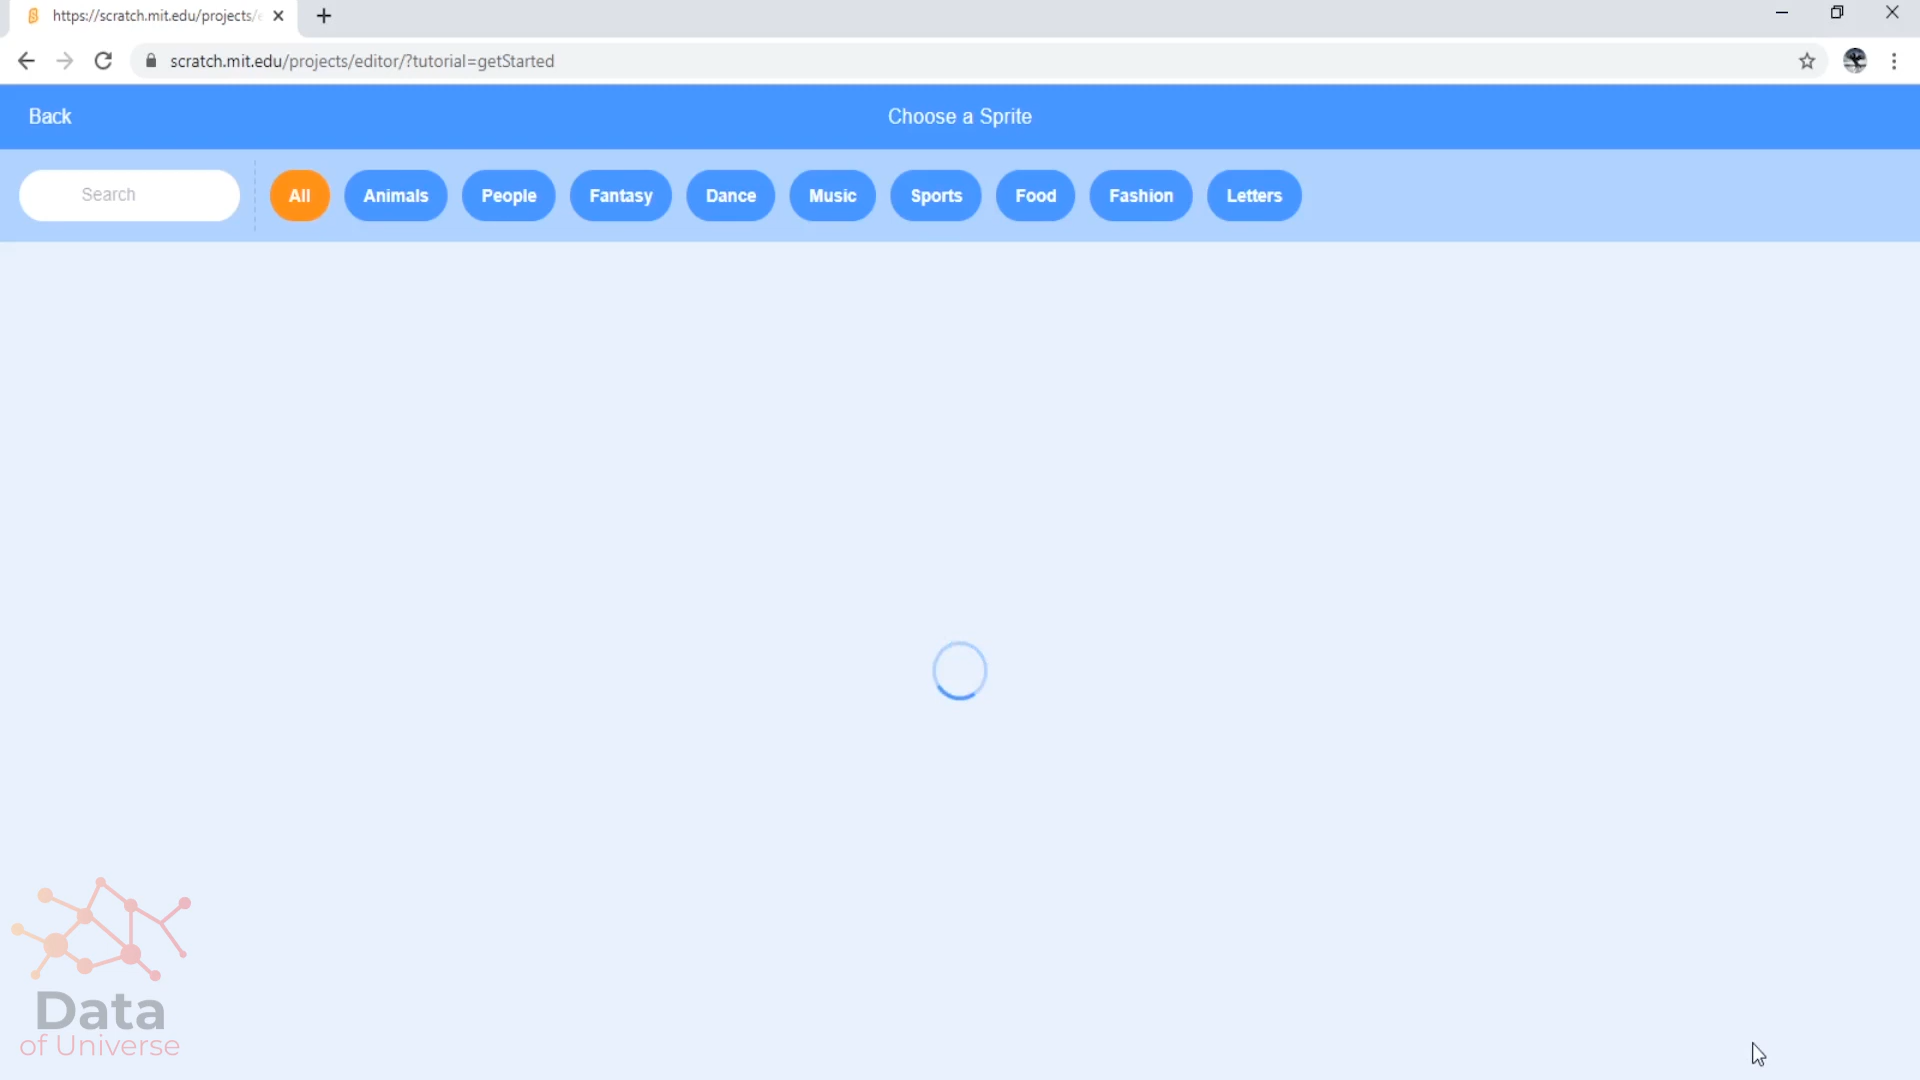 https://scratch.mit.edu/projects/e
scratch.mit.edu/projects/editor/?tutorial=getStarted
Back
Choose a Sprite
Search
All
Animals
People
Fantasy
Dance
Music
Sports
Food
Fashion
Letters
Data
of Universe